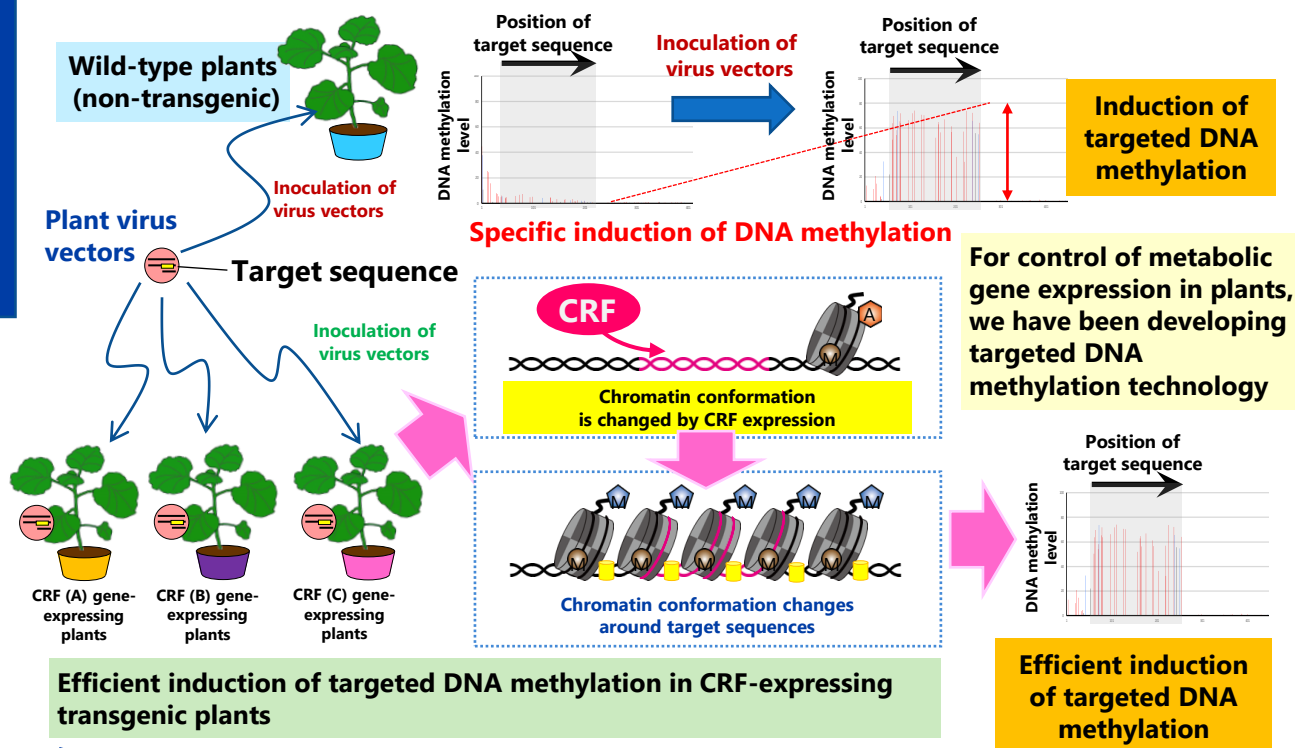 Wild-type plants
(non-transgenic)
Inoculation of
virus vectors
Plant virus
vectors
Target sequence
Inoculation of
virus vectors
CRF (A) gene-
expressing
plants
CRF (B) gene-
expressing
plants
CRF (C) gene-
expressing
plants
Position of
target sequence
DNA methylation
level
Inoculation of
virus vectors
Position of
target sequence
DNA methylation
level
Induction of
targeted DNA
methylation
Specific induction of DNA methylation
For control of metabolic
gene expression in plants,
we have been developing
targeted DNA
methylation technology
CRF
A
M
Chromatin conformation
is changed by CRF expression
M M M M M
M M M M M
Chromatin conformation changes
around target sequences
Position of
target sequence
DNA methylation
level
Efficient induction
of targeted DNA
methylation
Efficient induction of targeted DNA methylation in CRF-expressing
transgenic plants